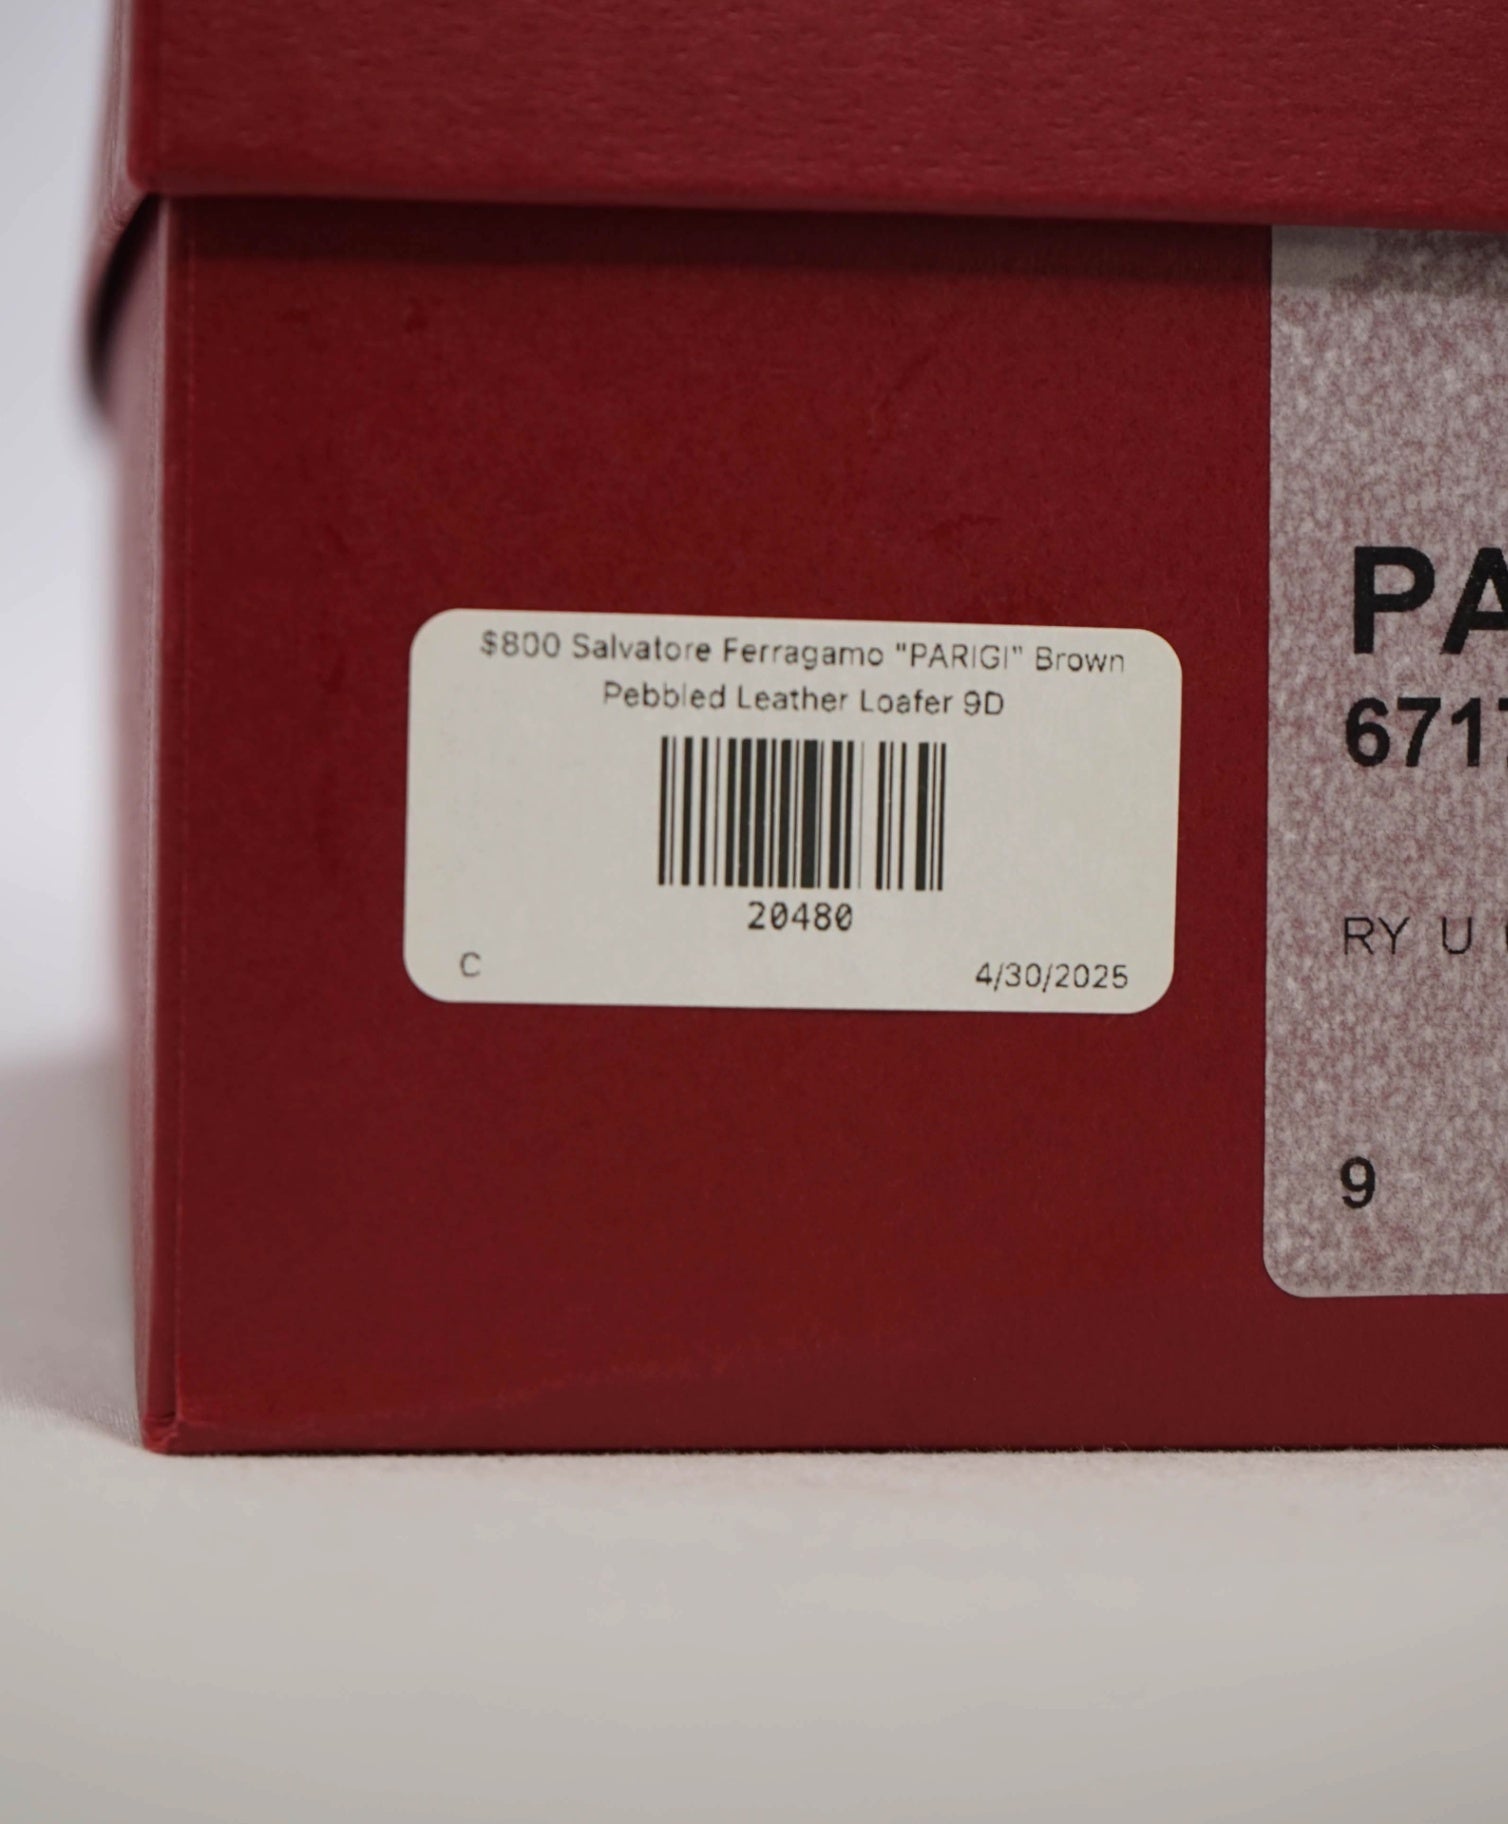 $800 Salvatore Ferragamo "PARIGI" Brown
Pebbled Leather Loafer 9D
20480
C
4/30/2025
PA
671
RY U
9